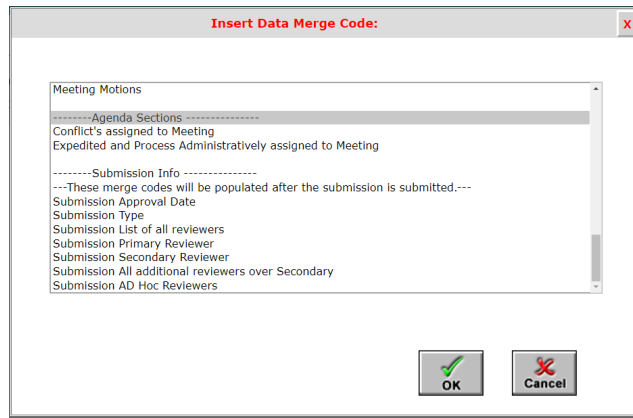 Insert Data Merge Code:
X
Meeting Motions
--------Agenda Sections ---------------
Conflict's assigned to Meeting
Expedited and Process Administratively assigned to Meeting
--------Submission Info ---------------
---These merge codes will be populated after the submission is submitted.---
Submission Approval Date
Submission Type
Submission List of all reviewers
Submission Primary Reviewer
Submission Secondary Reviewer
Submission All additional reviewers over Secondary
Submission AD Hoc Reviewers
OK
Cancel